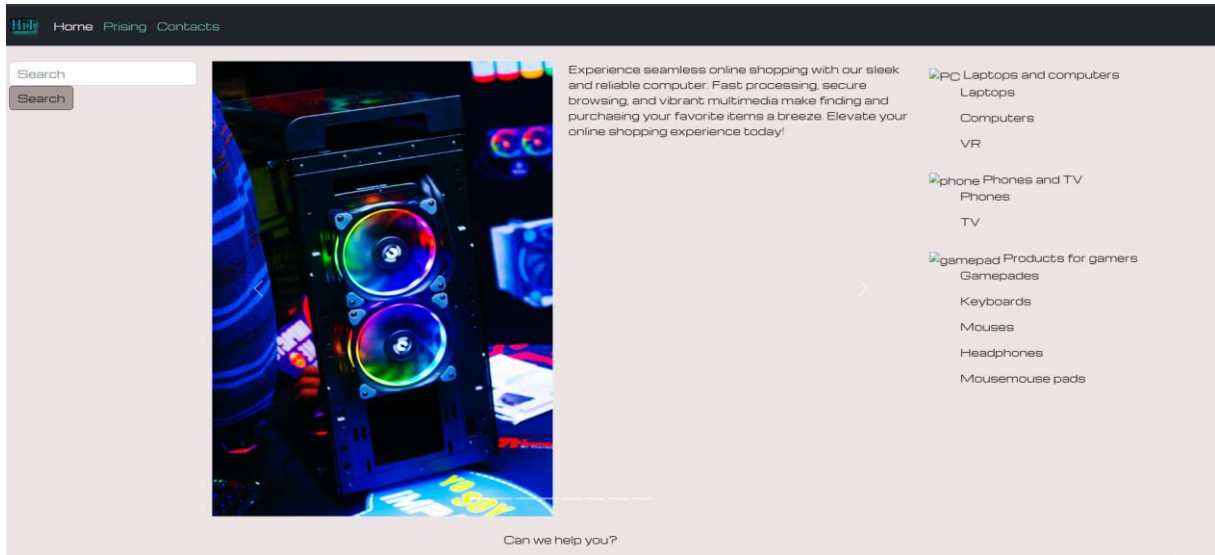 HiTy
Home Prising Contacts
Search
Search
Experience seamless online shopping with our sleek
and reliable computer. Fast processing, secure
browsing, and vibrant multimedia make finding and
purchasing your favorite items a breeze. Elevate your
online shopping experience today!
PC Laptops and computers
Laptops
Computers
VR
phone Phones and TV
Phones
TV
gamepad Products for gamers
Gamepades
Keyboards
Mouses
Headphones
Mousemouse pads
YO
SOY
Can we help you?